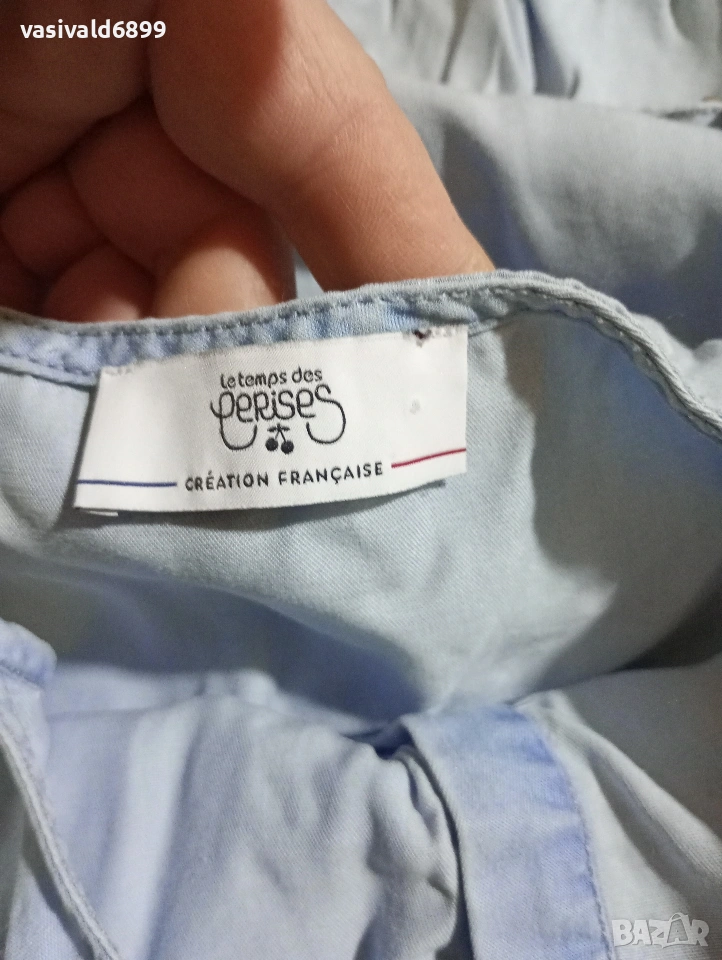 vasivald6899
Le temps des
CERISES
CRÉATION FRANÇAISE
BAZAR